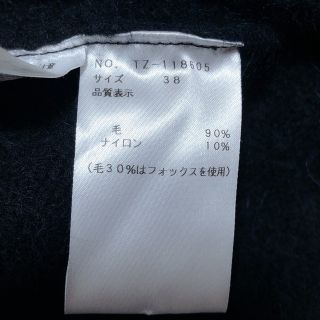 NO. TZ-118605
サイズ 38
品質表示
毛 90%
ナイロン 10%
(毛30%はフォックスを使用)